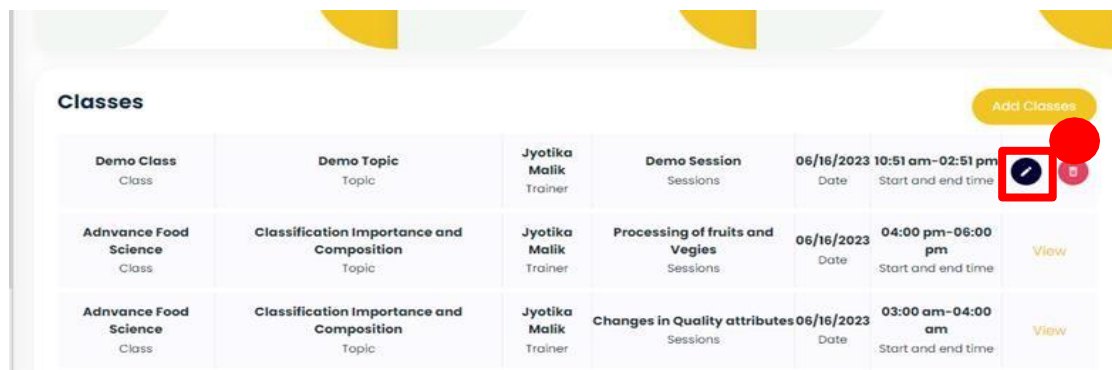 Classes
Add Classes
Demo Class
Class
Demo Topic
Topic
Jyotika
Malik
Trainer
Demo Session
Sessions
06/16/2023
Date
10:51 am-02:51 pm
Start and end time
Adnvance Food
Science
Class
Classification Importance and
Composition
Topic
Jyotika
Malik
Trainer
Processing of fruits and
Vegies
Sessions
06/16/2023
Date
04:00 pm-06:00
pm
Start and end time
View
Adnvance Food
Science
Class
Classification Importance and
Composition
Topic
Jyotika
Malik
Trainer
Changes in Quality attributes
Sessions
06/16/2023
Date
03:00 am-04:00
am
Start and end time
View